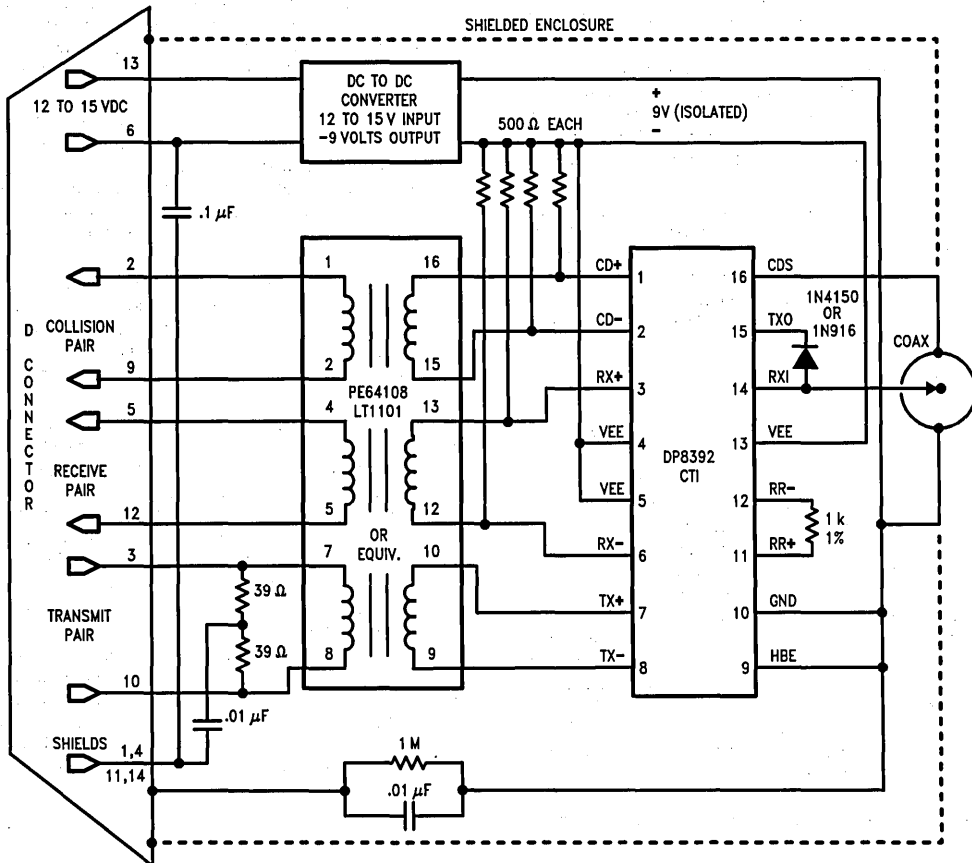 SHIELDED ENCLOSURE
13
12 TO 15 VDC
6
DC TO DC
CONVERTER
12 TO 15 V INPUT
-9 VOLTS OUTPUT
+
9V (ISOLATED)
-
500 Ω EACH
.1 μF
2
COLLISION
PAIR
9
5
RECEIVE
PAIR
12
3
TRANSMIT
PAIR
10
SHIELDS
1,4
11,14
D CONNECTOR
39 Ω
39 Ω
.01 μF
1
16
2
15
PE64108
LT1101
4
13
5
12
OR
EQUIV.
7
10
8
9
CD+
CD-
RX+
VEE
VEE
RX-
TX+
TX-
1
2
3
4
5
6
7
8
DP8392
CTI
16
15
14
13
12
11
10
9
CDS
TXO
RXI
VEE
RR-
RR+
GND
HBE
1N4150
OR
1N916
COAX
1 k
1%
1 M
.01 μF